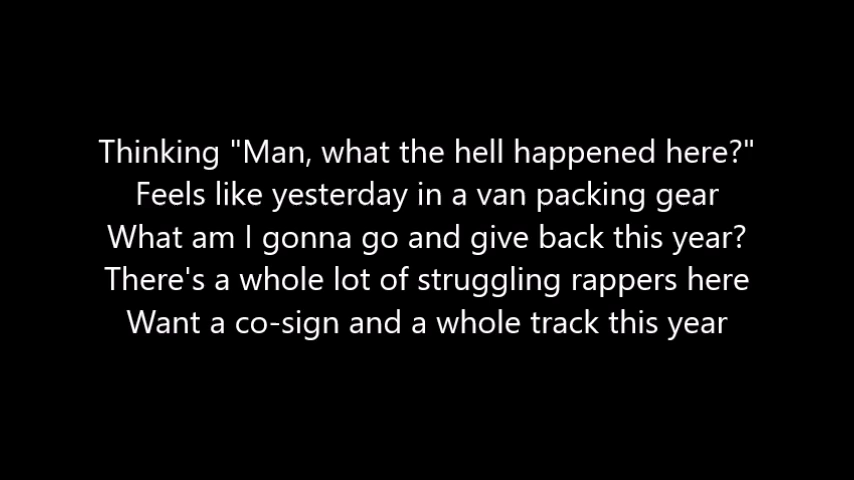 Thinking "Man, what the hell happened here?"
Feels like yesterday in a van packing gear
What am I gonna go and give back this year?
There's a whole lot of struggling rappers here
Want a co-sign and a whole track this year